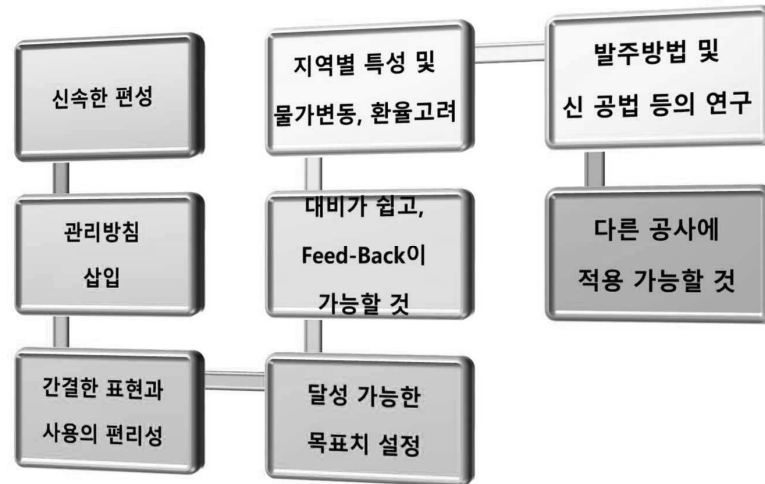 신속한 편성
관리방침
삽입
간결한 표현과
사용의 편리성
달성 가능한
목표치 설정
대비가 쉽고,
Feed-Back이
가능할 것
지역별 특성 및
물가변동, 환율고려
발주방법 및
신 공법 등의 연구
다른 공사에
적용 가능할 것